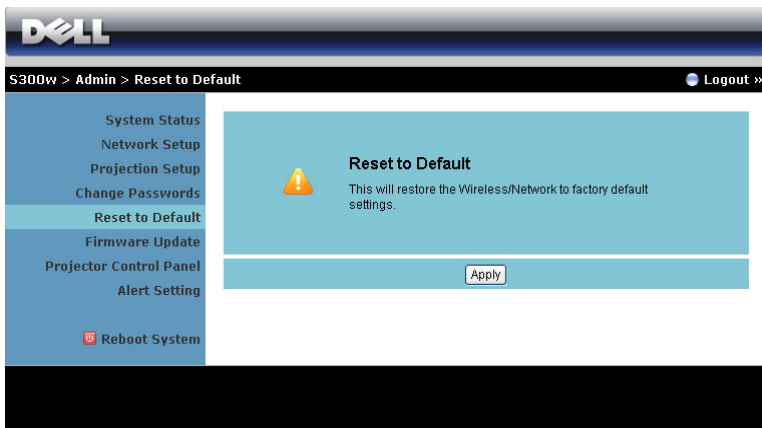 DELL
S300w > Admin > Reset to Default
Logout »
System Status
Network Setup
Projection Setup
Change Passwords
Reset to Default
Firmware Update
Projector Control Panel
Alert Setting
Reboot System
Reset to Default
This will restore the Wireless/Network to factory default
settings.
Apply